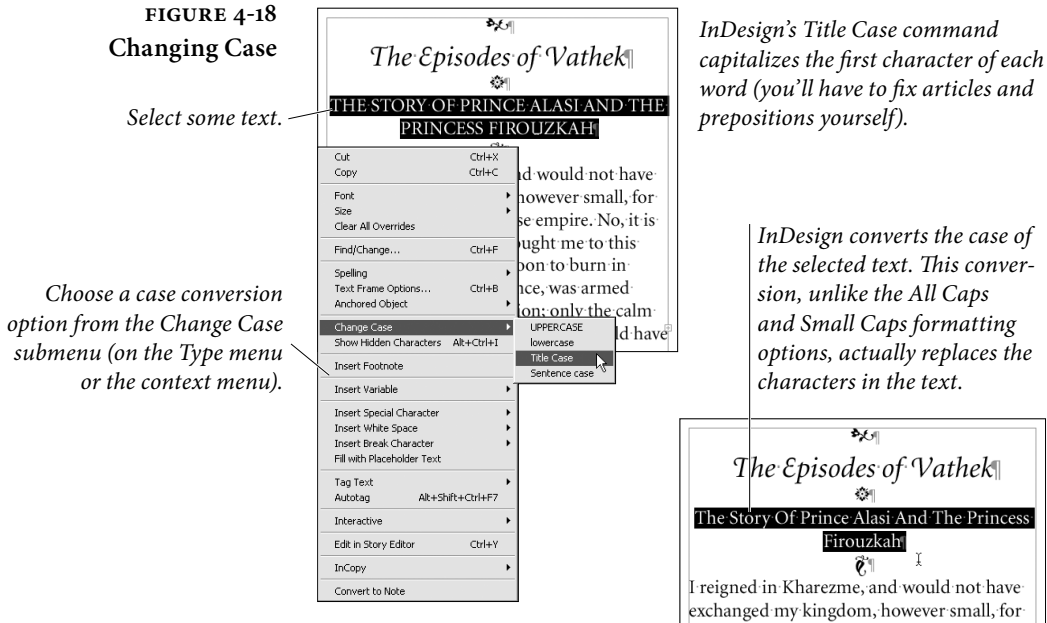 FIGURE 4-18
Changing Case
Select some text.
Choose a case conversion
option from the Change Case
submenu (on the Type menu
or the context menu).
The Episodes of Vathek¶
THE STORY OF PRINCE ALASI AND THE
PRINCESS FIROUZKAH¶
nd would not have
however small, for
se empire. No, it is
ught me to this
oon to burn in
nce, was armed
ion; only the calm
ld have
Cut Ctrl+X
Copy Ctrl+C
Font
Size
Clear All Overrides
Find/Change... Ctrl+F
Spelling
Text Frame Options... Ctrl+B
Anchored Object
Change Case
Show Hidden Characters Alt+Ctrl+I
Insert Footnote
Insert Variable
Insert Special Character
Insert White Space
Insert Break Character
Fill with Placeholder Text
Tag Text
Autotag Alt+Shift+Ctrl+F7
Interactive
Edit in Story Editor Ctrl+Y
InCopy
Convert to Note
UPPERCASE
lowercase
Title Case
Sentence case
InDesign's Title Case command
capitalizes the first character of each
word (you'll have to fix articles and
prepositions yourself).
InDesign converts the case of
the selected text. This conver-
sion, unlike the All Caps
and Small Caps formatting
options, actually replaces the
characters in the text.
The Episodes of Vathek¶
The Story Of Prince Alasi And The Princess
Firouzkah¶
I reigned in Kharezme, and would not have
exchanged my kingdom, however small, for